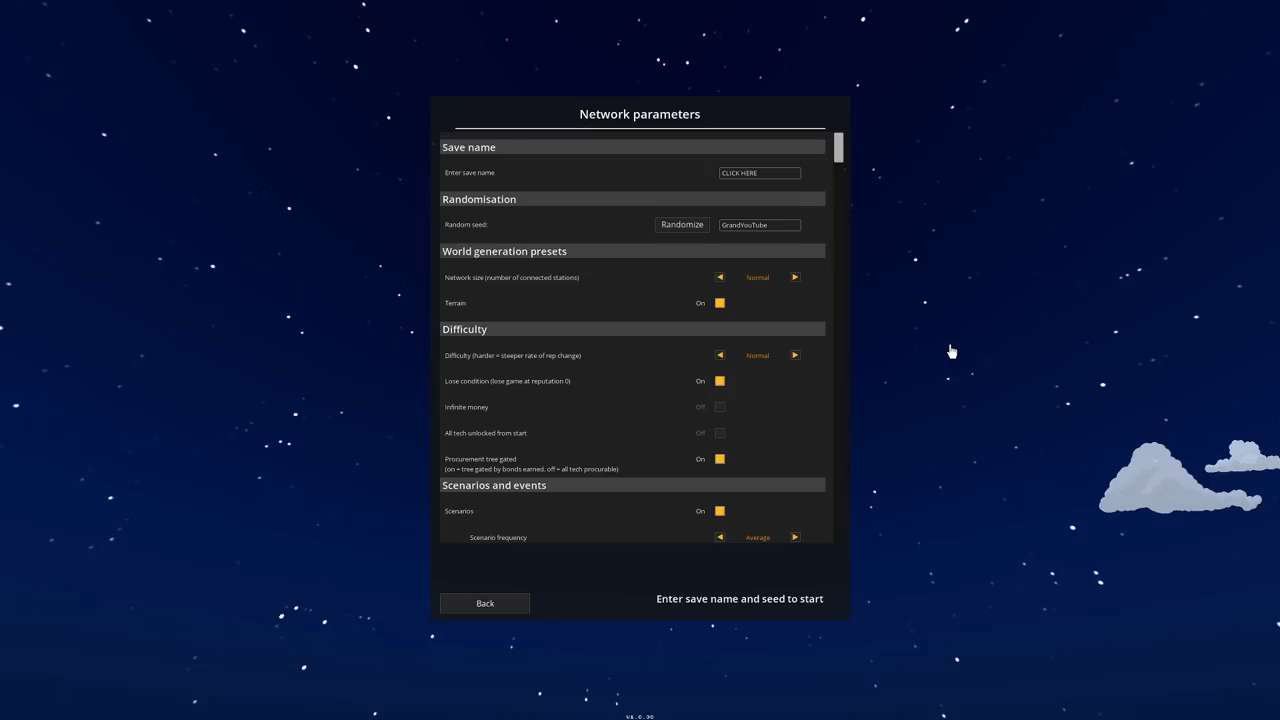 Network parameters
Save name
Enter save name CLICK HERE
Randomisation
Random seed: Randomize GrandYouTube
World generation presets
Network size (number of connected stations) Normal
Terrain On
Difficulty
Difficulty (harder = steeper rate of rep change) Normal
Lose condition (lose game at reputation 0) On
Infinite money Off
All tech unlocked from start Off
Procurement tree gated On
(on = tree gated by bonds earned. off = all tech procurable)
Scenarios and events
Scenarios On
Scenario frequency Average
Back Enter save name and seed to start
v1.0.30